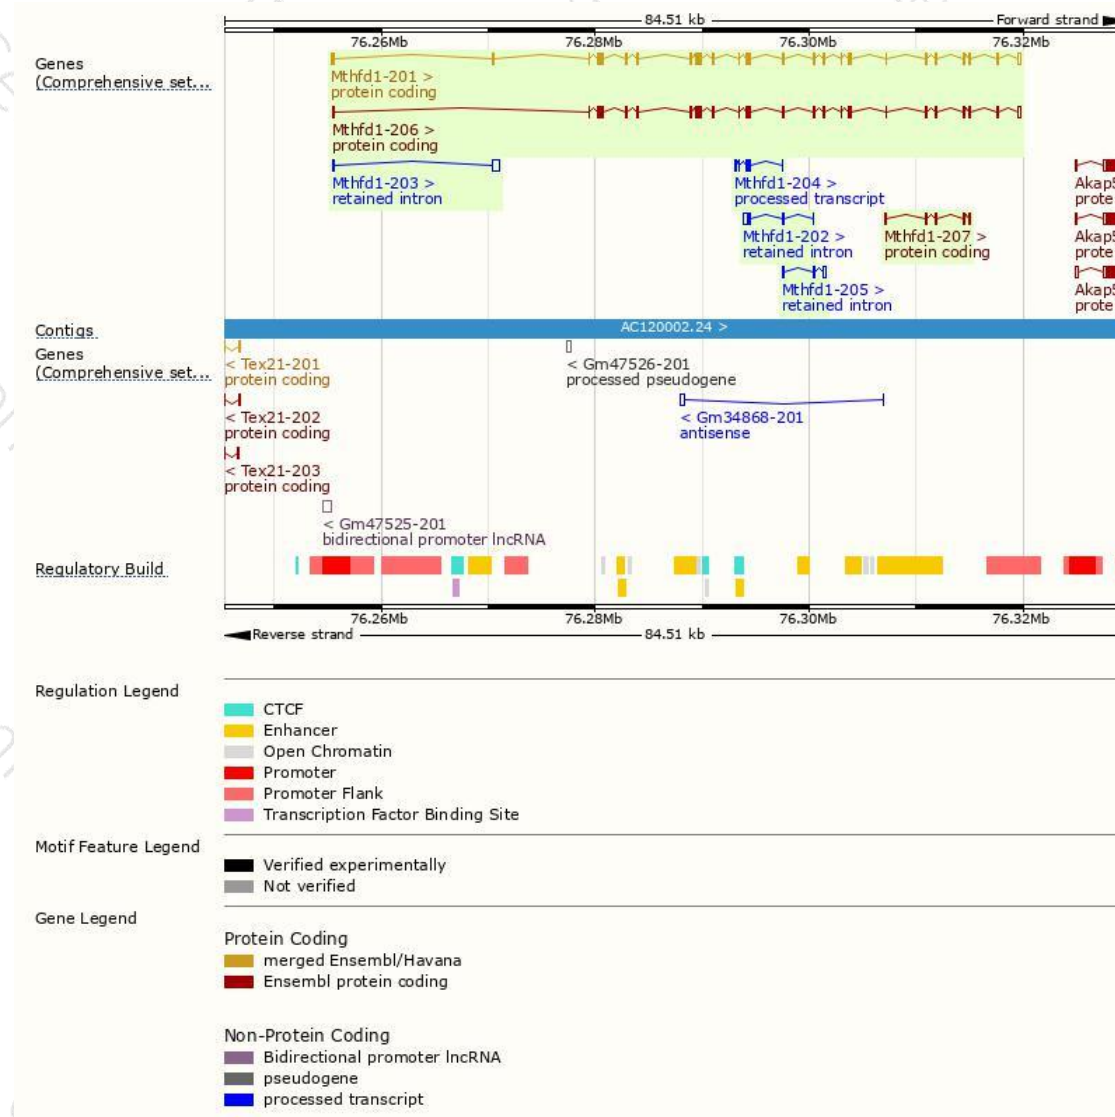 84.51 kb
Forward strand
76.26Mb 76.28Mb 76.30Mb 76.32Mb
Genes
(Comprehensive set...
Mthfd1-201 >
protein coding
Mthfd1-206 >
protein coding
Mthfd1-203 >
retained intron
Mthfd1-204 >
processed transcript
Mthfd1-202 >
retained intron
Mthfd1-207 >
protein coding
Mthfd1-205 >
retained intron
Akap5
prote
Akap5
prote
Akap5
prote
Contigs
AC120002.24 >
Genes
(Comprehensive set...
< Tex21-201
protein coding
< Gm47526-201
processed pseudogene
< Tex21-202
protein coding
< Gm34868-201
antisense
< Tex21-203
protein coding
< Gm47525-201
bidirectional promoter lncRNA
Regulatory Build
76.26Mb 76.28Mb 76.30Mb 76.32Mb
Reverse strand
84.51 kb
Regulation Legend
CTCF
Enhancer
Open Chromatin
Promoter
Promoter Flank
Transcription Factor Binding Site
Motif Feature Legend
Verified experimentally
Not verified
Gene Legend
Protein Coding
merged Ensembl/Havana
Ensembl protein coding
Non-Protein Coding
Bidirectional promoter lncRNA
pseudogene
processed transcript